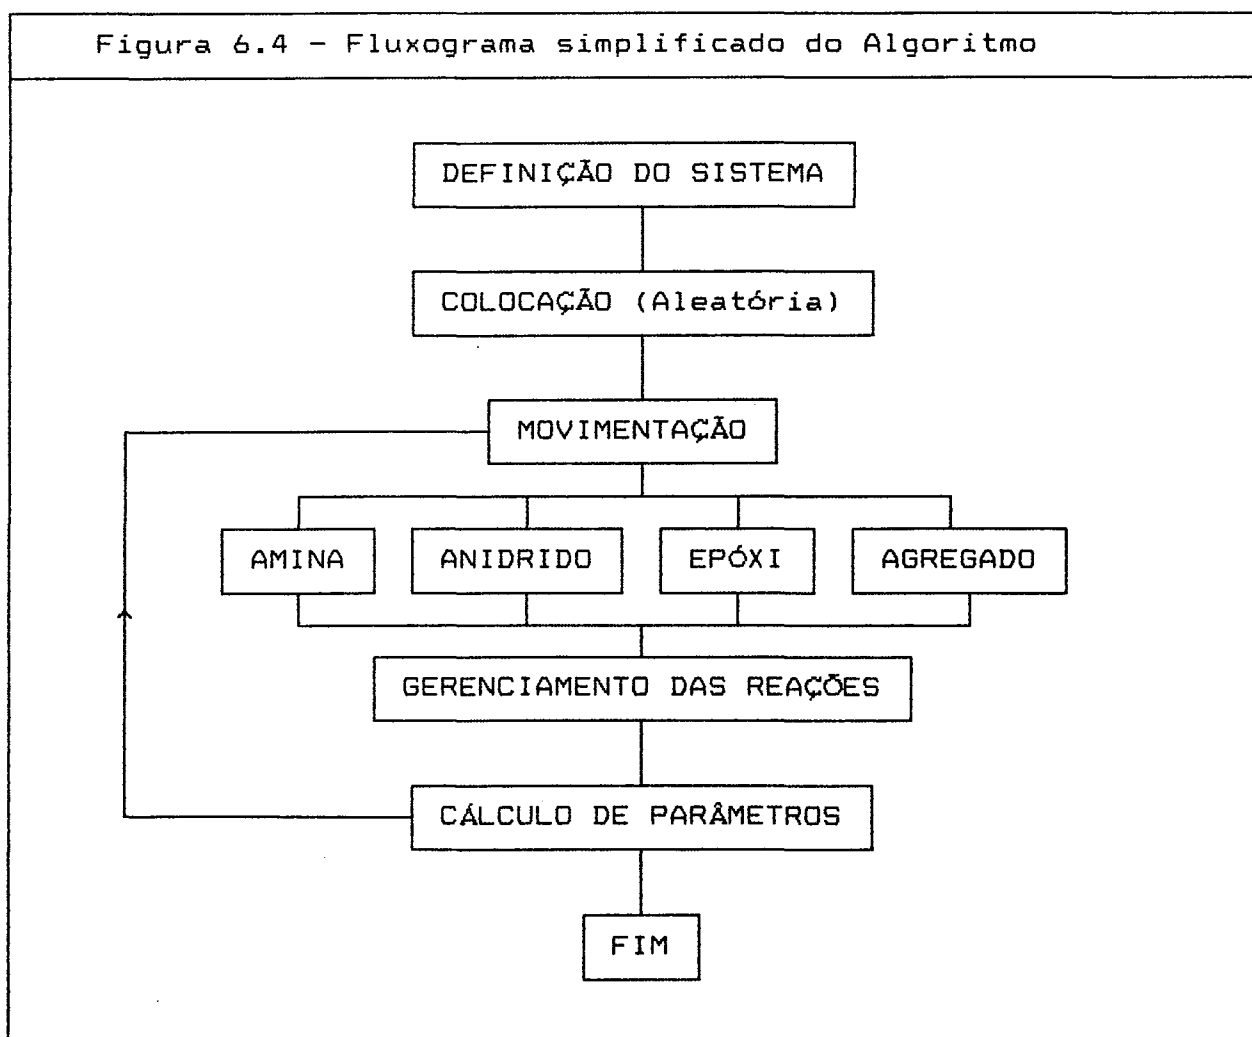 Figura 6.4 - Fluxograma simplificado do Algoritmo
DEFINIÇÃO DO SISTEMA
COLOCAÇÃO (Aleatória)
MOVIMENTAÇÃO
AMINA
ANIDRIDO
EPÓXI
AGREGADO
GERENCIAMENTO DAS REAÇÕES
CÁLCULO DE PARÂMETROS
FIM